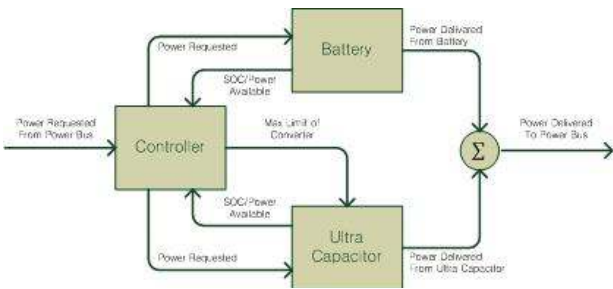 Power Requested
Battery
Power Delivered
From Battery
SOC/Power
Available
Power Requested
From Power Bus
Controller
Max Limit of
Converter
Σ
Power Delivered
To Power Bus
SOC/Power
Available
Power Requested
Ultra
Capacitor
Power Delivered
From Ultra Capacitor